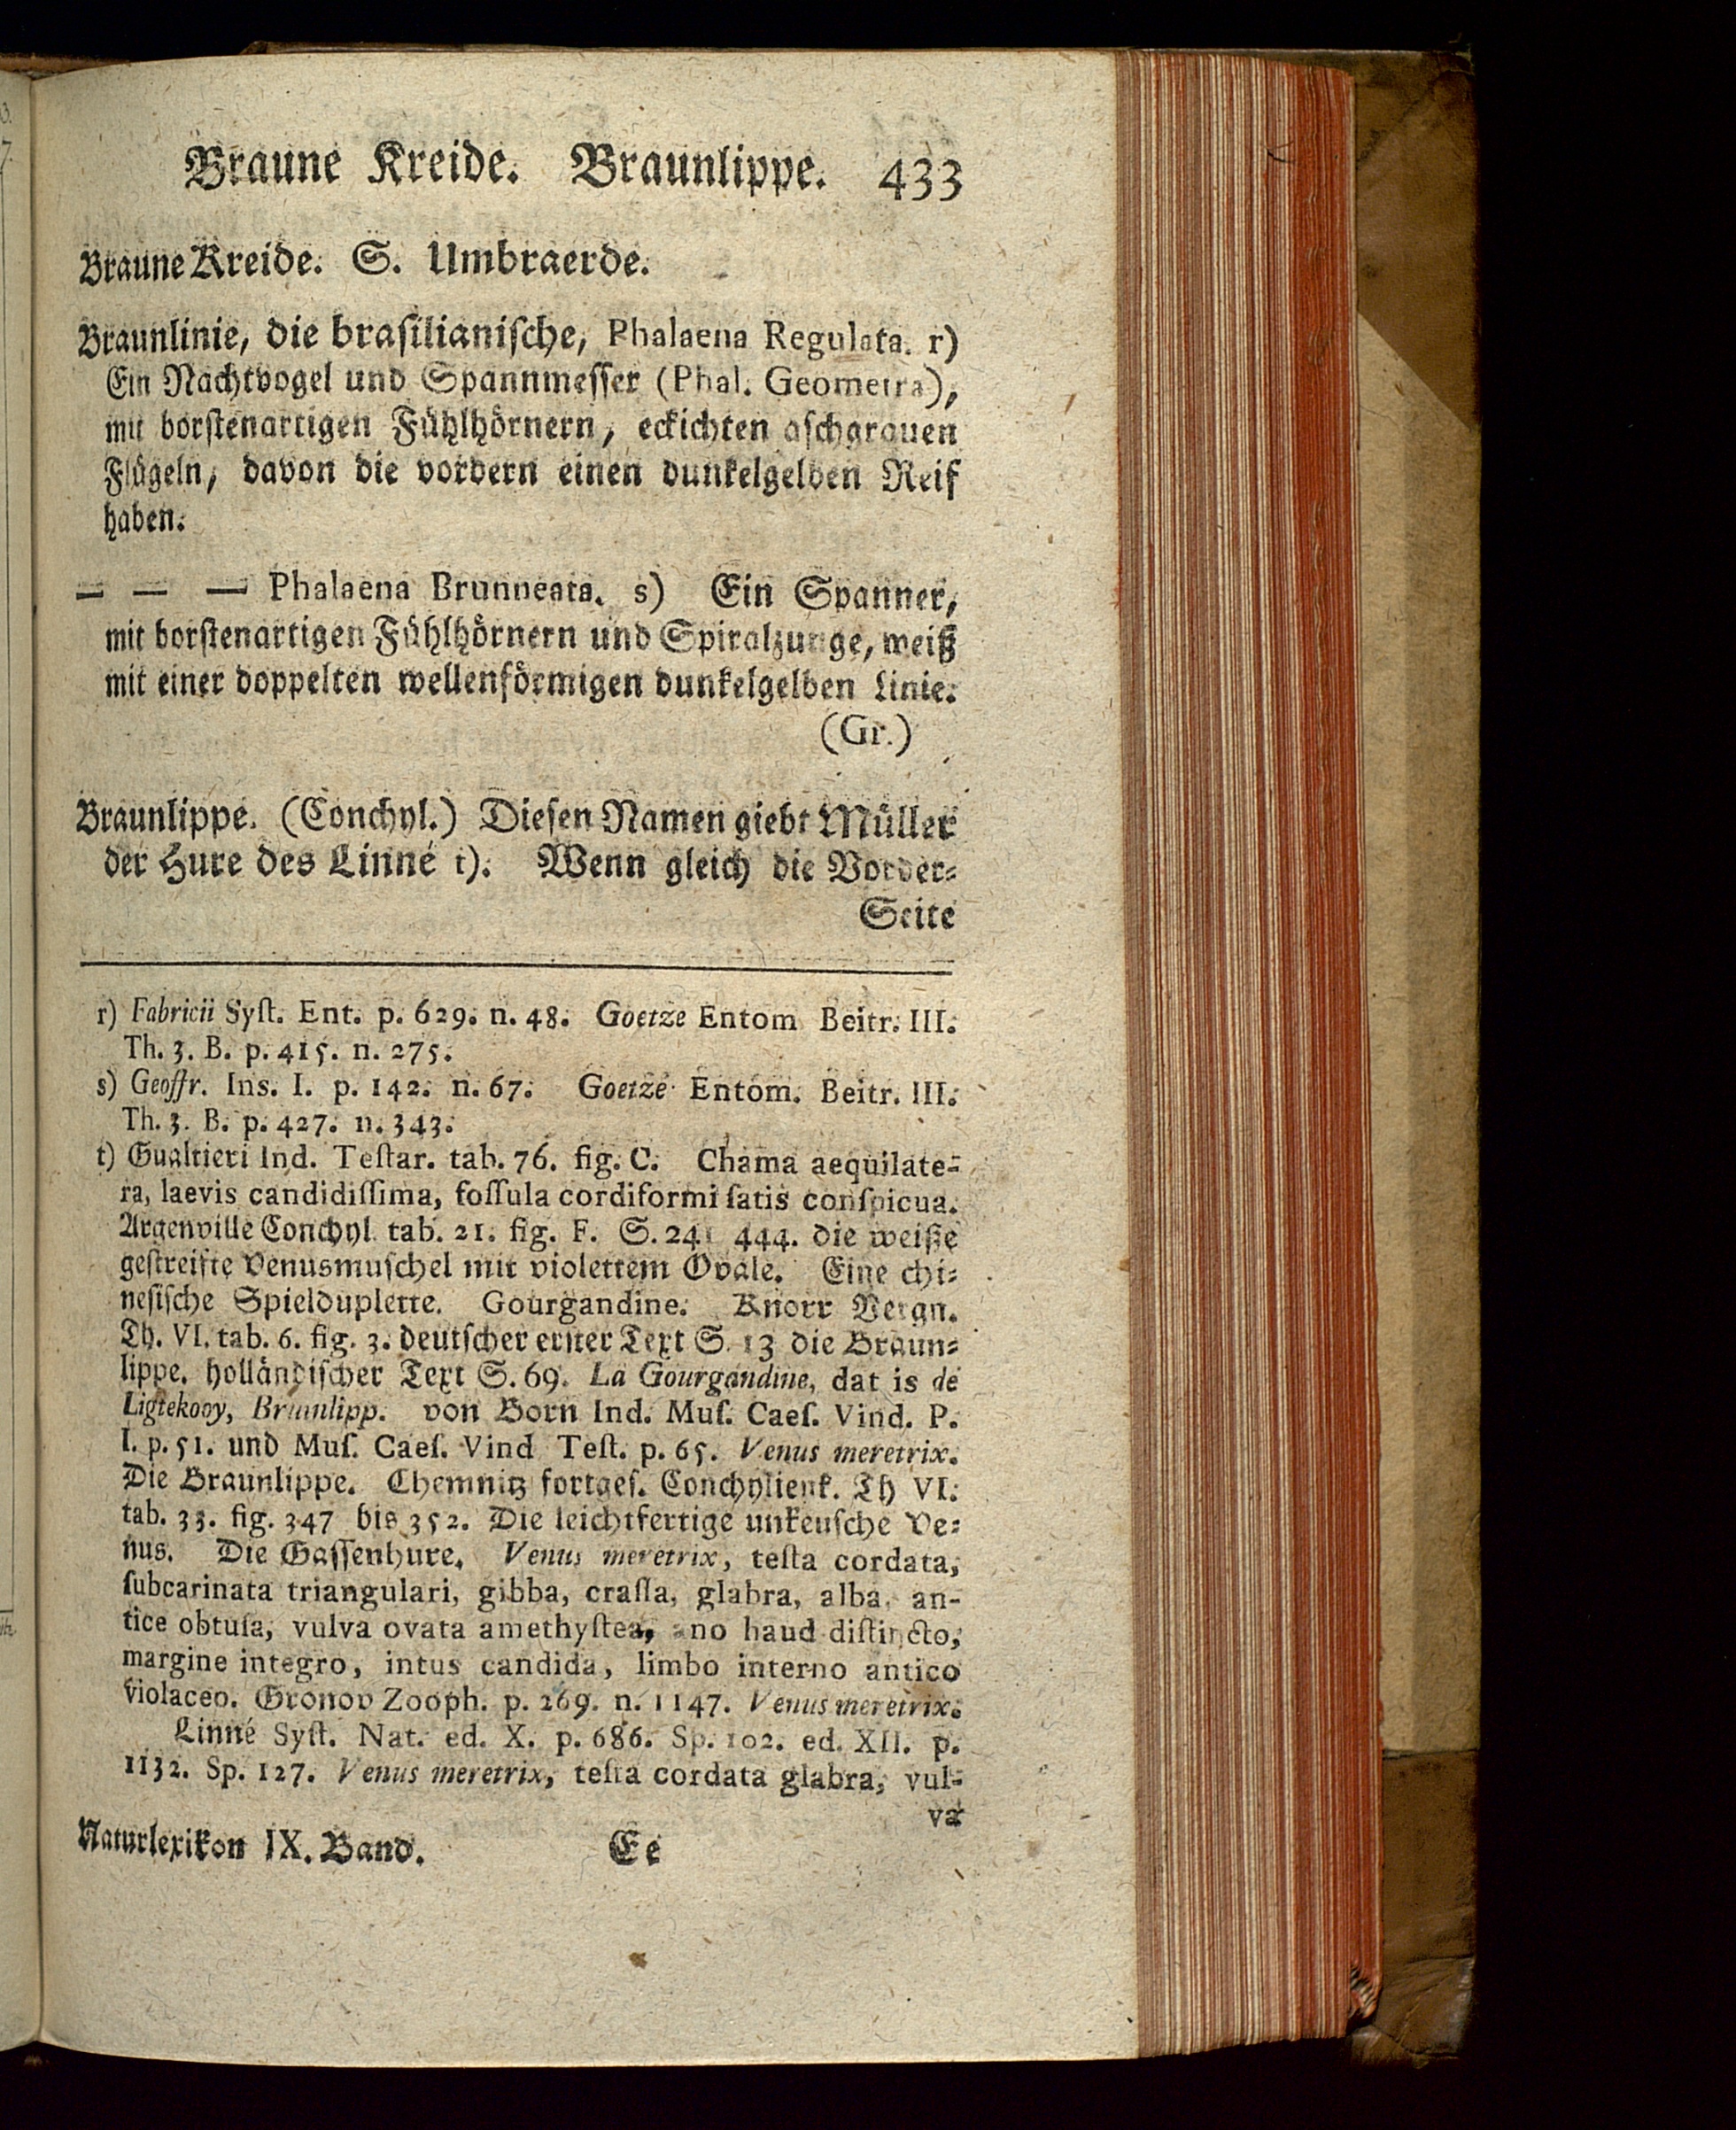 Braune Kreide. Braunlippe. 433
Braune Kreide. S. Umbraerde.
Braunlinie, die braſilianiſche, Phalaena Regulata. r)
Ein Nachtvogel und Spannmeſſer (Phal. Geometra),
mit borſtenartigen Fühlhörnern, eckichten aſchgrauen
Flügeln, davon die vordern einen dunkelgelben Reif
haben.
— — — Phalaena Brunneata. s) Ein Spanner,
mit borſtenartigen Fühlhörnern und Spiralzunge, weiß
mit einer doppelten wellenförmigen dunkelgelben Linie.
(Gr.)
Braunlippe. (Conchyl.) Dieſen Namen giebt Müller
der Hure des Linné t). Wenn gleich die Vorder-
Seite
r) Fabricii Syſt. Ent. p. 629. n. 48. Goetze Entom Beitr. III.
Th. 3. B. p. 415. n. 275.
s) Geoffr. Ins. I. p. 142. n. 67. Goetze Entom. Beitr. III.
Th. 3. B. p. 427. n. 343.
t) Gualtieri Ind. Teſtar. tab. 76. fig. C. Chama aequilate-
ra, laevis candidiſſima, foſſula cordiformi ſatis conſpicua.
Argenville Conchyl. tab. 21. fig. F. S. 241 444. die weiße
geſtreifte Venusmuſchel mit violettem Ovale. Eine chi-
neſiſche Spielduplette. Gourgandine. Knorr Vergn.
Th. VI. tab. 6. fig. 3. deutſcher erſter Text S. 13 die Braun-
lippe. holländiſcher Text S. 69. La Gourgandine, dat is de
Ligtekooy, Brunlipp. von Born Ind. Muſ. Caeſ. Vind. P.
I. p. 51. und Muſ. Caeſ. Vind Teſt. p. 65. Venus meretrix.
Die Braunlippe. Chemnitz fortgeſ. Conchylienk. Th VI.
tab. 33. fig. 347 bis 352. Die leichtfertige unkeuſche Ve-
nus. Die Gaſſenhure. Venus meretrix, teſta cordata,
ſubcarinata triangulari, gibba, craſſa, glabra, alba, an-
tice obtuſa, vulva ovata amethyſtea, ano haud diſtincto,
margine integro, intus candida, limbo interno antico
violaceo. Gronov Zooph. p. 269. n. 1147. Venus meretrix.
Linné Syſt. Nat. ed. X. p. 686. Sp. 102. ed. XII. p.
1132. Sp. 127. Venus meretrix, teſta cordata glabra, vul-
va
Naturlexikon IX. Band. Ee